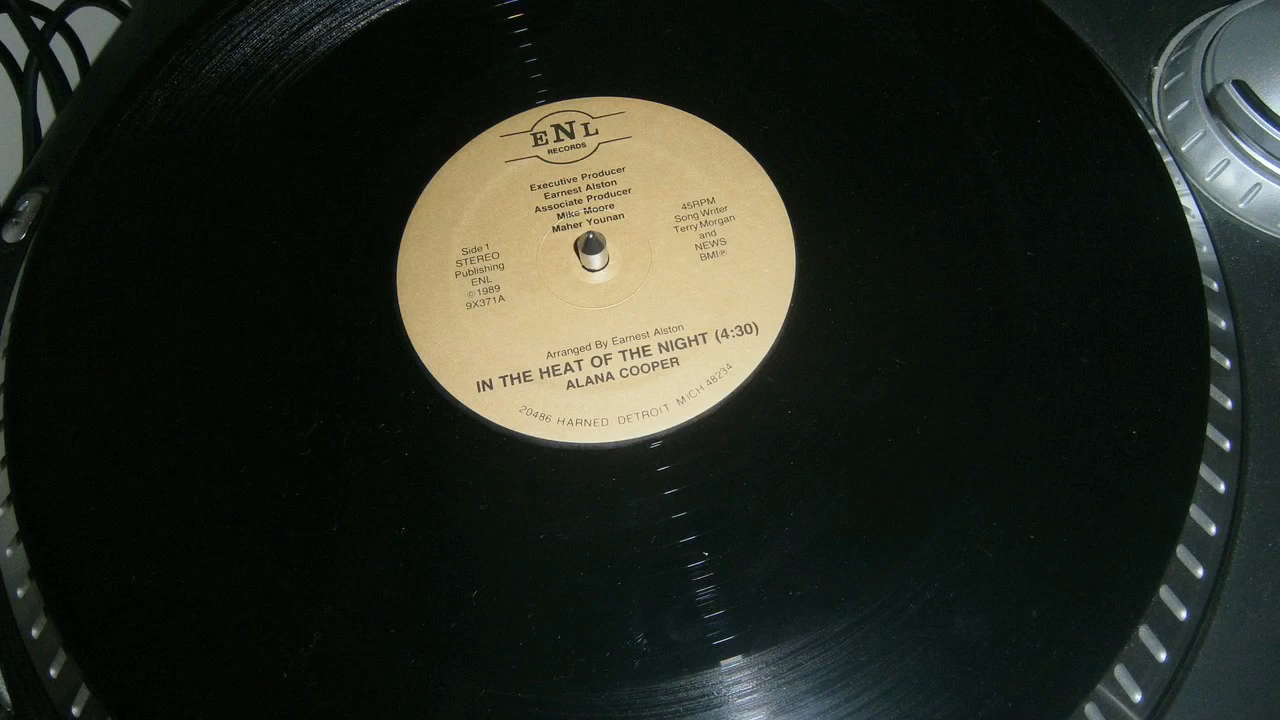 ENL
RECORDS
Executive Producer
Earnest Alston
Associate Producer
Mike Moore
Maher Younan
Side 1
STEREO
Publishing
ENL
©1989
9X371A
45RPM
Song Writer
Terry Morgan
and
NEWS
BMI℗
Arranged By Earnest Alston
IN THE HEAT OF THE NIGHT (4:30)
ALANA COOPER
20486 HARNED. DETROIT. MICH 48234